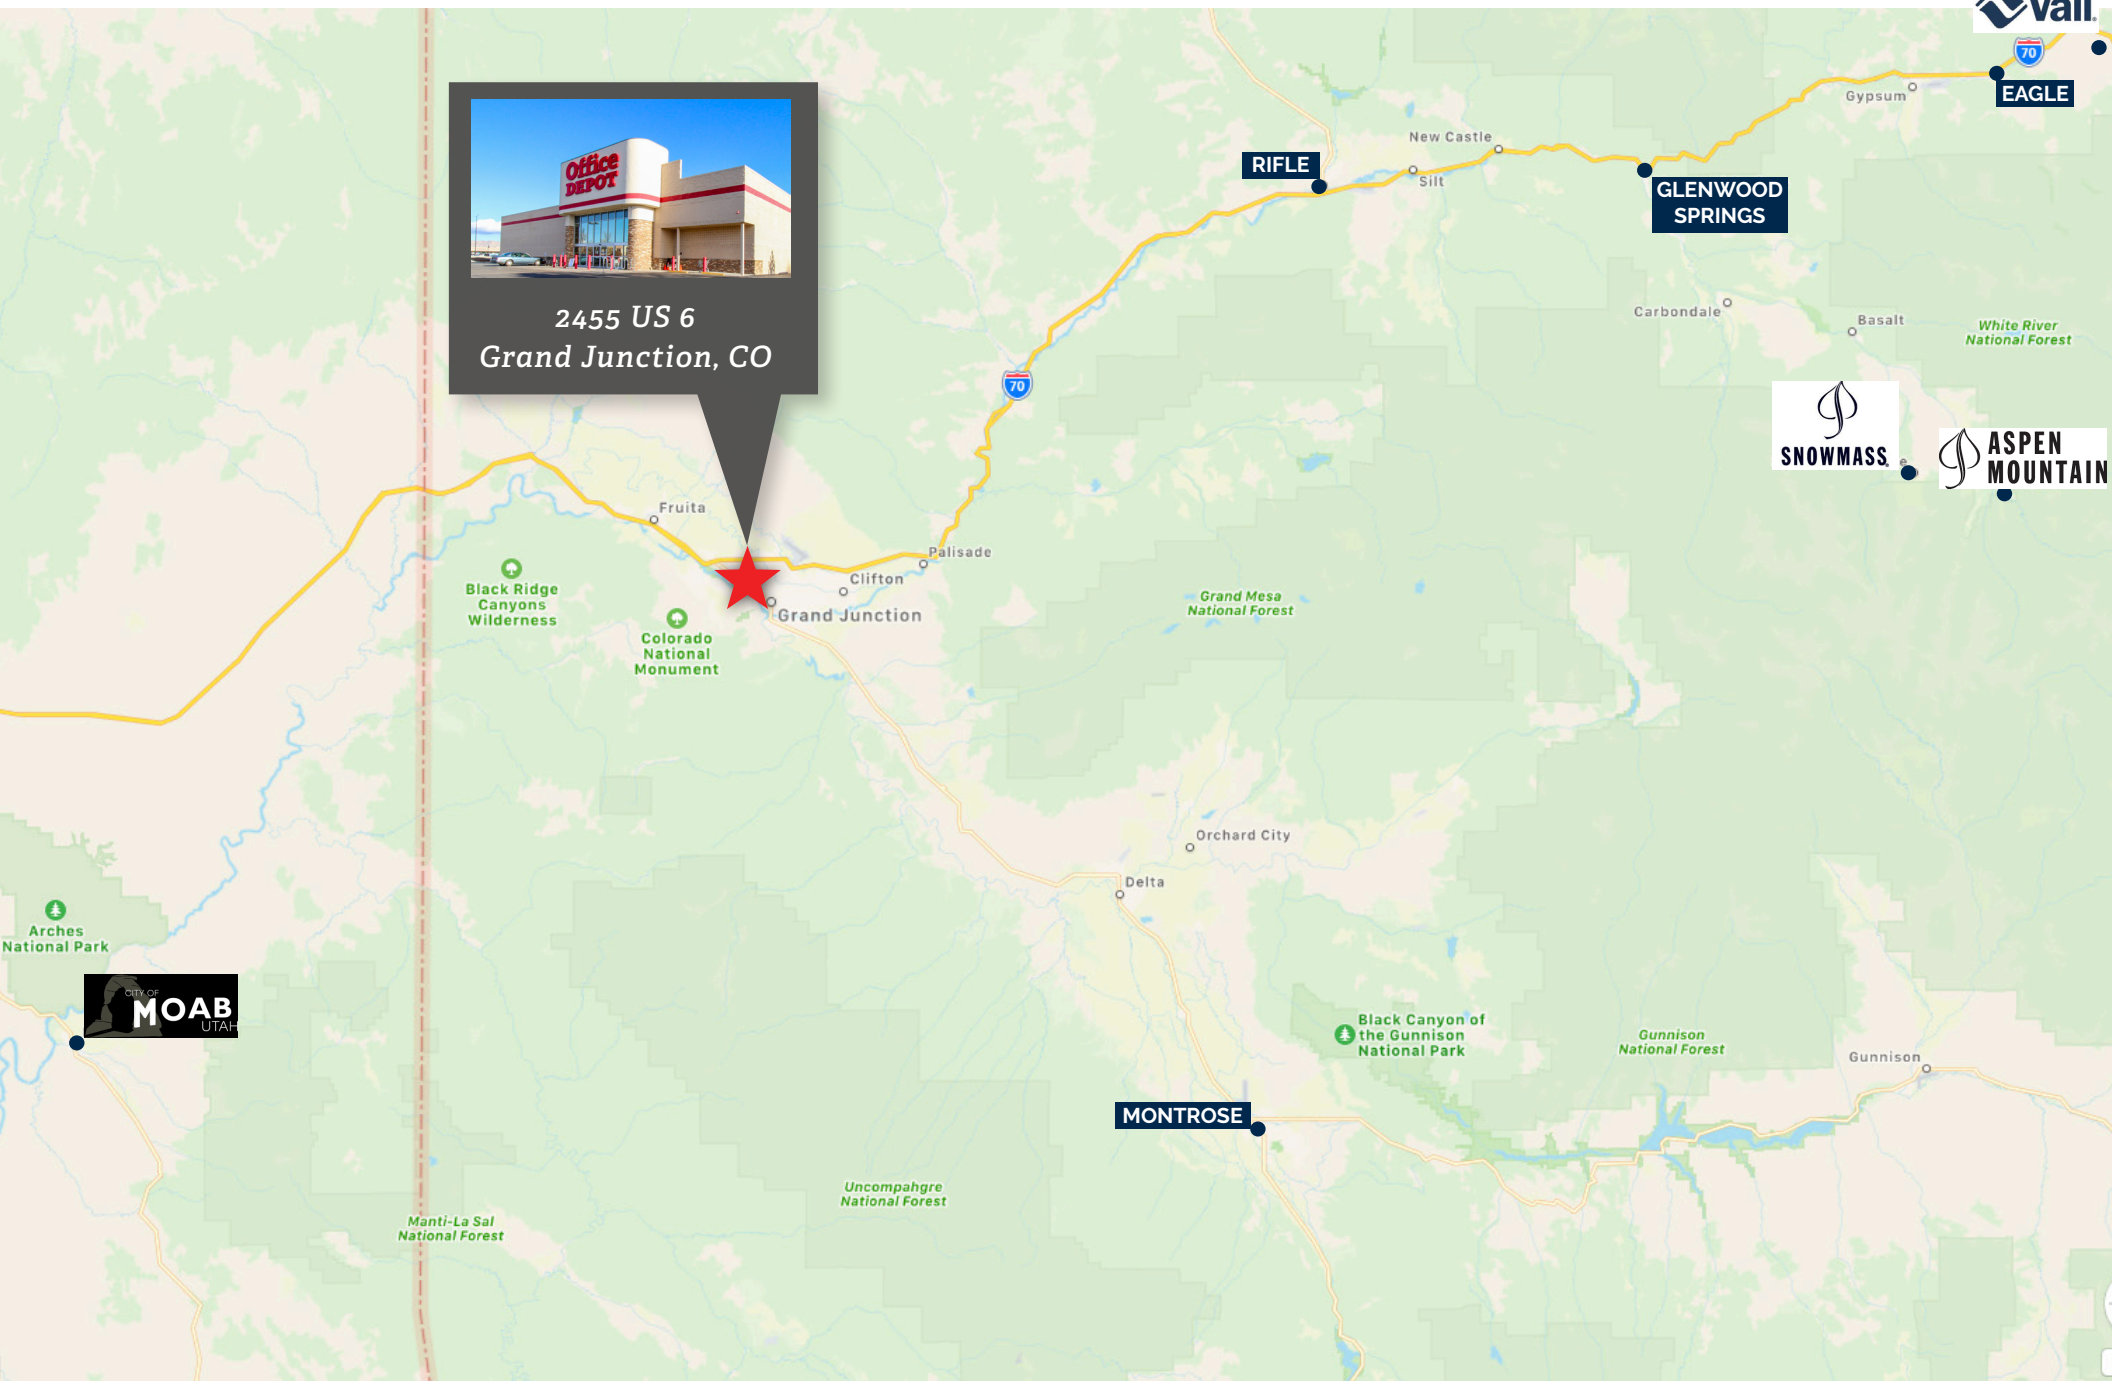 Vail
70
EAGLE
Gypsum
New Castle
RIFLE
Silt
GLENWOOD
SPRINGS
Office
DEPOT
2455 US 6
Grand Junction, CO
Carbondale
Basalt
White River
National Forest
70
SNOWMASS
ASPEN
MOUNTAIN
Fruita
Palisade
Clifton
Grand Junction
Black Ridge
Canyons
Wilderness
Colorado
National
Monument
Grand Mesa
National Forest
Orchard City
Delta
Arches
National Park
CITY OF
MOAB
UTAH
Black Canyon of
the Gunnison
National Park
Gunnison
National Forest
Gunnison
MONTROSE
Uncompahgre
National Forest
Manti-La Sal
National Forest